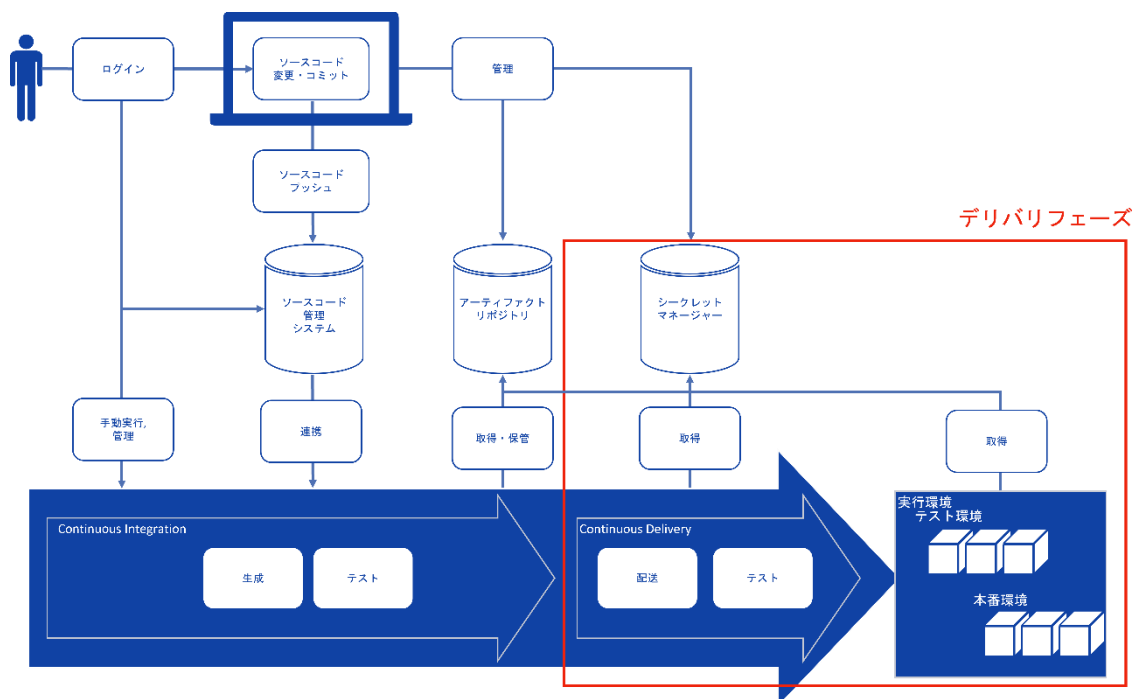 ログイン
ソースコード
変更・コミット
管理
ソースコード
プッシュ
デリバリフェーズ
ソースコード
管理
システム
アーティファクト
リポジトリ
シークレット
マネージャー
手動実行,
管理
連携
取得・保管
取得
取得
Continuous Integration
生成
テスト
Continuous Delivery
配送
テスト
実行環境
テスト環境
本番環境